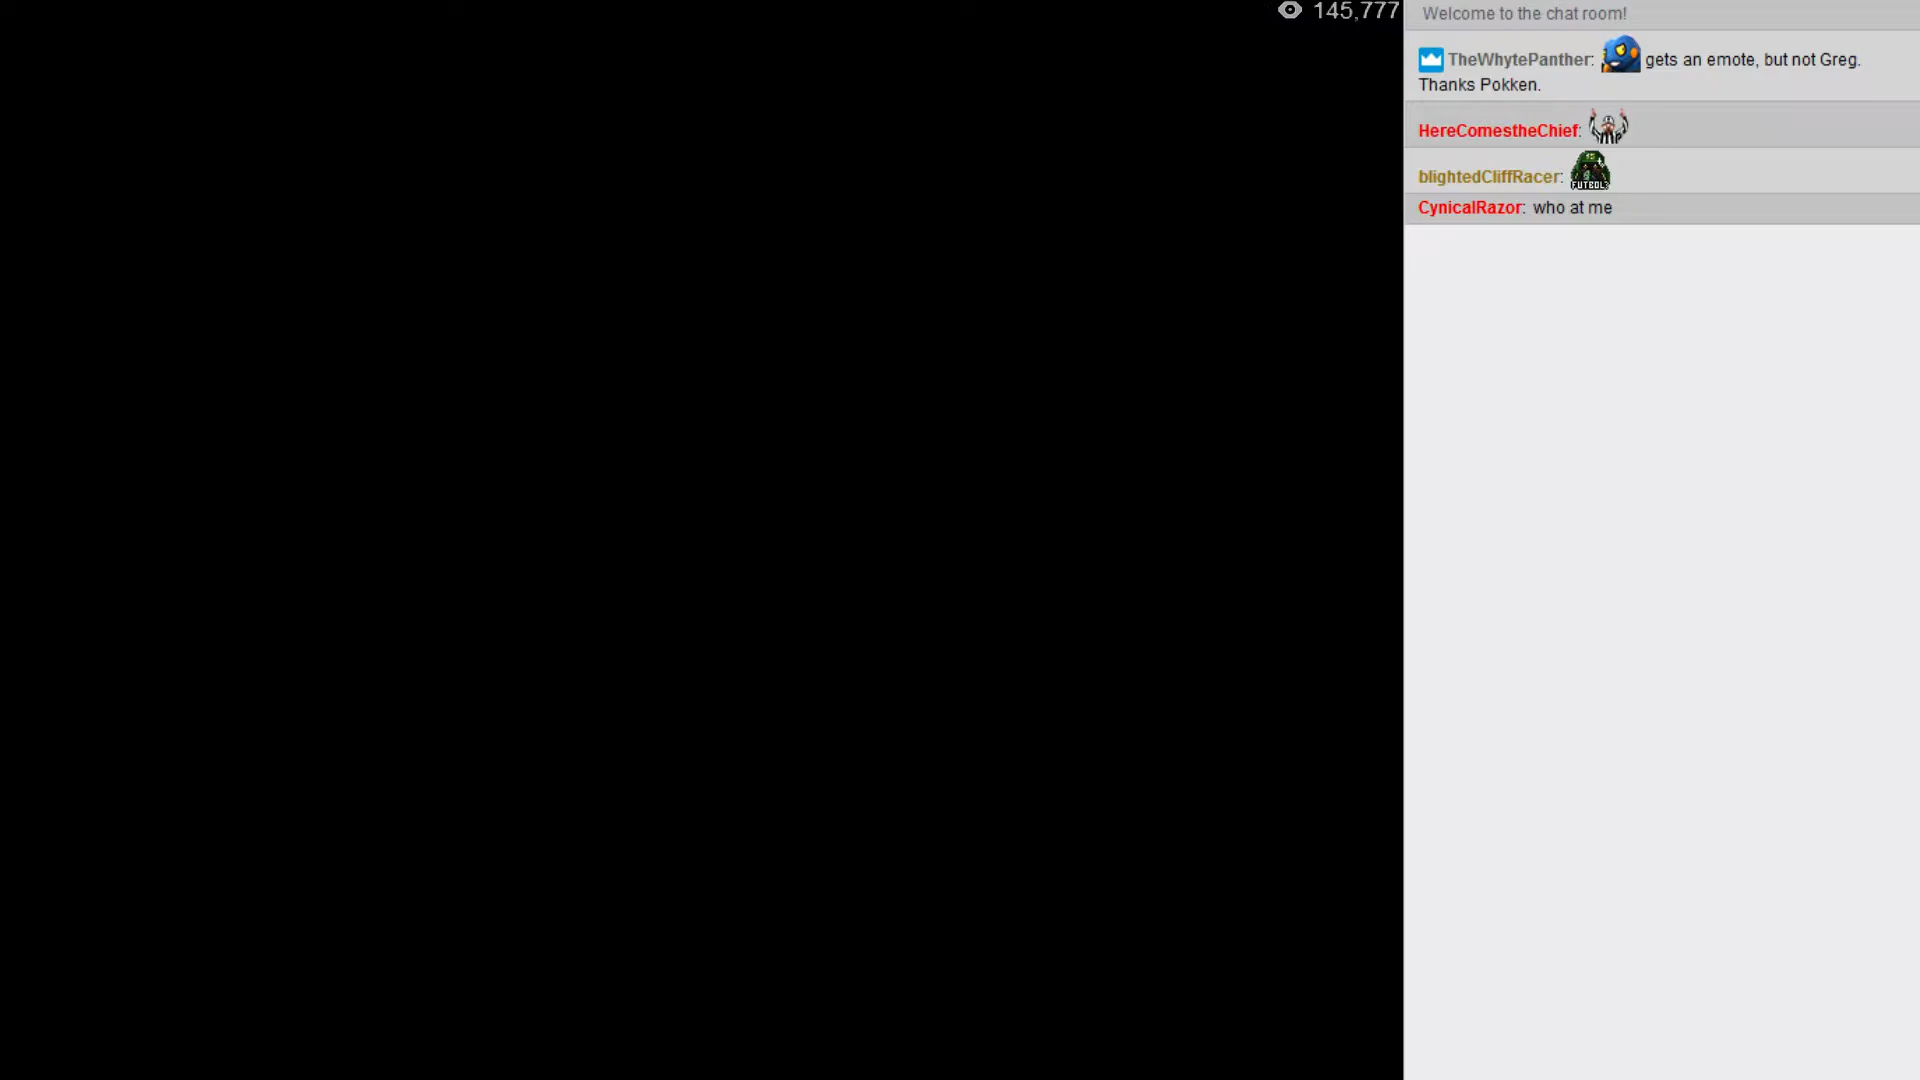 145,777
Welcome to the chat room!
TheWhytePanther: gets an emote, but not Greg.
Thanks Pokken.
HereComestheChief:
blightedCliffRacer: FUTBOL?
CynicalRazor: who at me